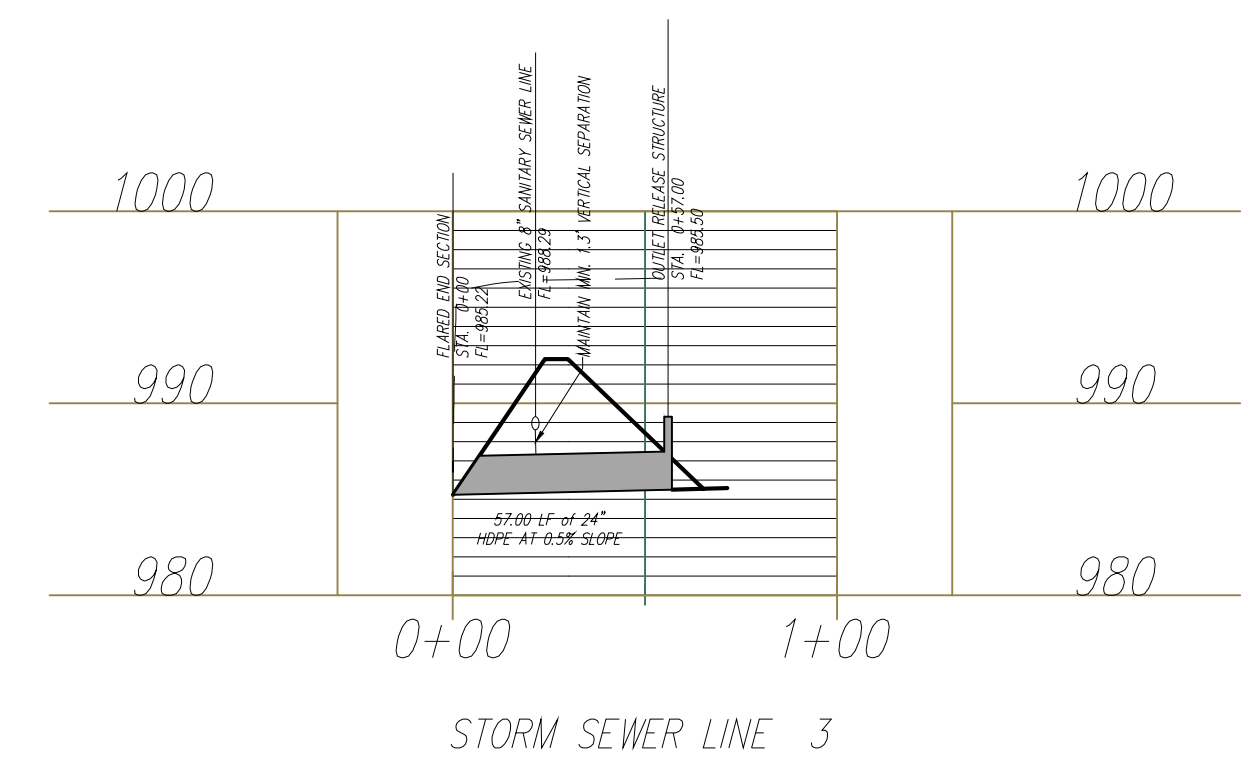 FLARED END SECTION
STA. 0+00
FL=985.22
EXISTING 8" SANITARY SEWER LINE
FL=988.29
MAINTAIN MIN. 1.3' VERTICAL SEPARATION
OUTLET RELEASE STRUCTURE
STA. 0+57.00
FL=985.50
1000
1000
990
990
57.00 LF of 24"
HDPE AT 0.5% SLOPE
980
980
0+00
1+00
STORM SEWER LINE 3